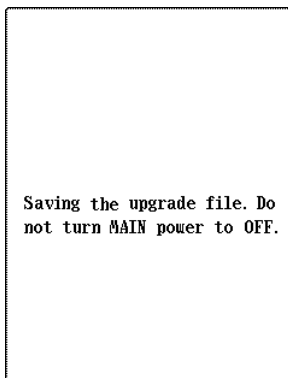 Saving the upgrade file. Do
not turn MAIN power to OFF.